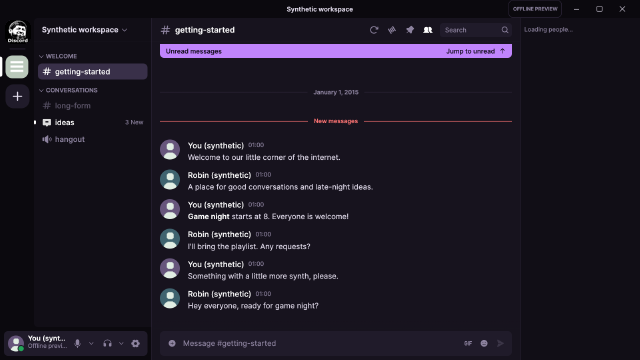 Synthetic workspace
OFFLINE PREVIEW
Discord
Synthetic workspace
# getting-started
Search
Loading people...
Unread messages
Jump to unread
WELCOME
# getting-started
CONVERSATIONS
# long-form
ideas
3 New
hangout
January 1, 2015
New messages
You (synthetic) 01:00
Welcome to our little corner of the internet.
Robin (synthetic) 01:00
A place for good conversations and late-night ideas.
You (synthetic) 01:00
Game night starts at 8. Everyone is welcome!
Robin (synthetic) 01:00
I'll bring the playlist. Any requests?
You (synthetic) 01:00
Something with a little more synth, please.
Robin (synthetic) 01:00
Hey everyone, ready for game night?
You (synt...
Offline previ...
Message #getting-started
GIF